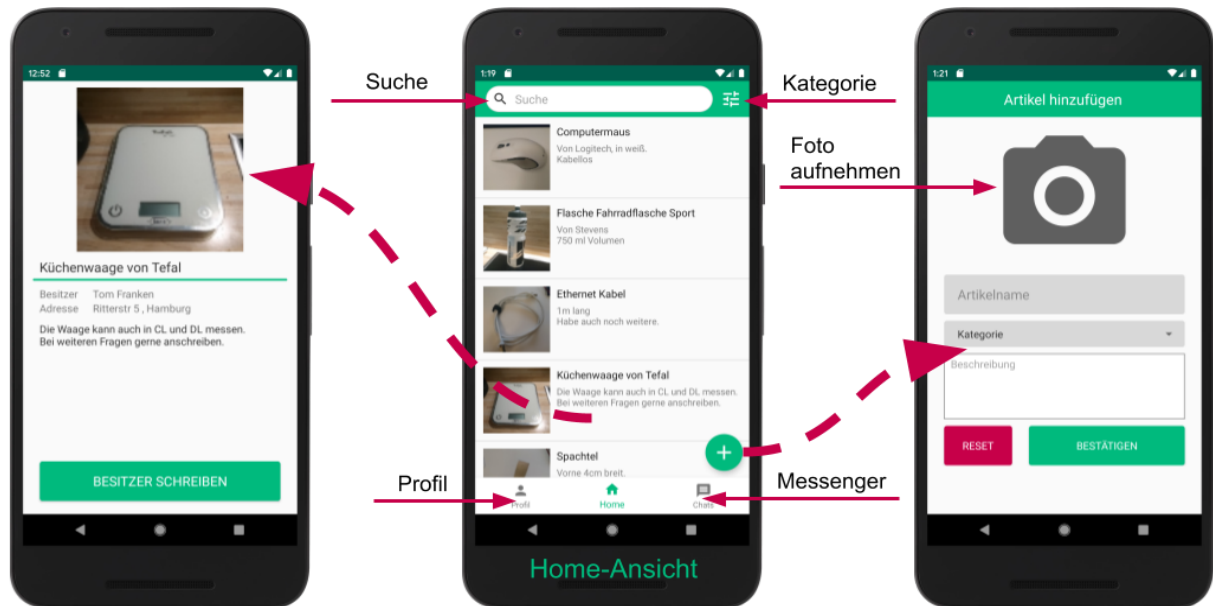 12:52
Küchenwaage von Tefal
Besitzer Tom Franken
Adresse Ritterstr 5 , Hamburg
Die Waage kann auch in CL und DL messen.
Bei weiteren Fragen gerne anschreiben.
BESITZER SCHREIBEN
Suche
Profil
1:19
Suche
Computermaus
Von Logitech, in weiß.
Kabellos
Flasche Fahrradflasche Sport
Von Stevens
750 ml Volumen
Ethernet Kabel
1m lang
Habe auch noch weitere.
Küchenwaage von Tefal
Die Waage kann auch in CL und DL messen.
Bei weiteren Fragen gerne anschreiben.
Spachtel
Vorne 4cm breit.
+
Profil
Home
Chats
Home-Ansicht
Kategorie
Foto
aufnehmen
Messenger
1:21
Artikel hinzufügen
Artikelname
Kategorie
Beschreibung
RESET
BESTÄTIGEN